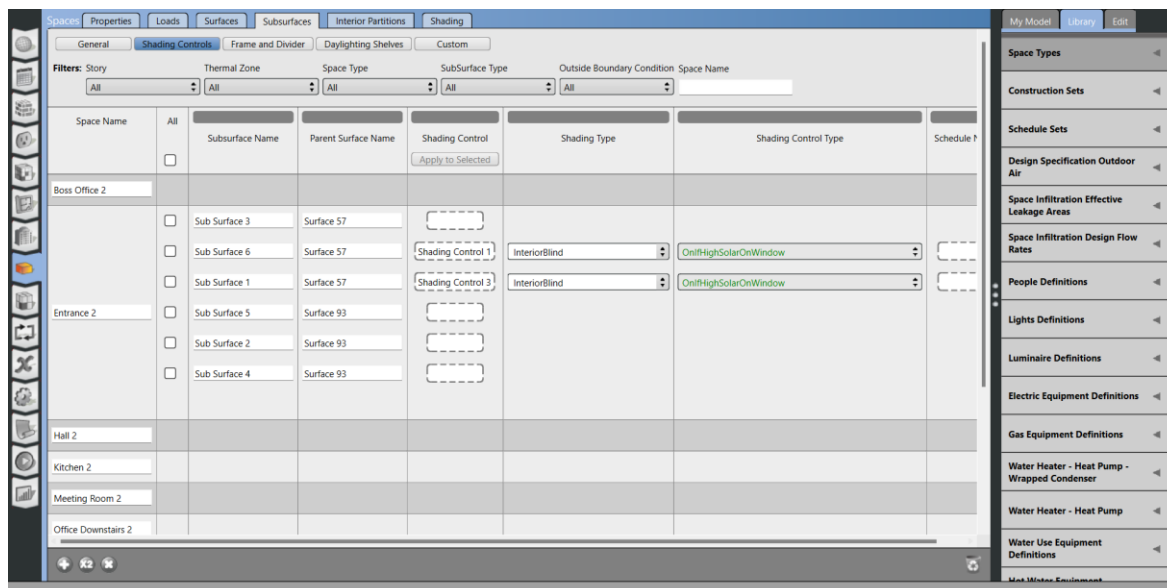 Spaces Properties Loads Surfaces Subsurfaces Interior Partitions Shading
My Model Library Edit
General Shading Controls Frame and Divider Daylighting Shelves Custom
Filters: Story Thermal Zone Space Type SubSurface Type Outside Boundary Condition Space Name
All All All All All
Space Name All Subsurface Name Parent Surface Name Shading Control Shading Type Shading Control Type Schedule N
Apply to Selected
Boss Office 2
Sub Surface 3 Surface 57
Sub Surface 6 Surface 57 Shading Control 1 InteriorBlind OnIfHighSolarOnWindow
Sub Surface 1 Surface 57 Shading Control 3 InteriorBlind OnIfHighSolarOnWindow
Entrance 2 Sub Surface 5 Surface 93
Sub Surface 2 Surface 93
Sub Surface 4 Surface 93
Hall 2
Kitchen 2
Meeting Room 2
Office Downstairs 2
X2
Space Types
Construction Sets
Schedule Sets
Design Specification Outdoor
Air
Space Infiltration Effective
Leakage Areas
Space Infiltration Design Flow
Rates
People Definitions
Lights Definitions
Luminaire Definitions
Electric Equipment Definitions
Gas Equipment Definitions
Water Heater - Heat Pump -
Wrapped Condenser
Water Heater - Heat Pump
Water Use Equipment
Definitions
Hot Water Equipment